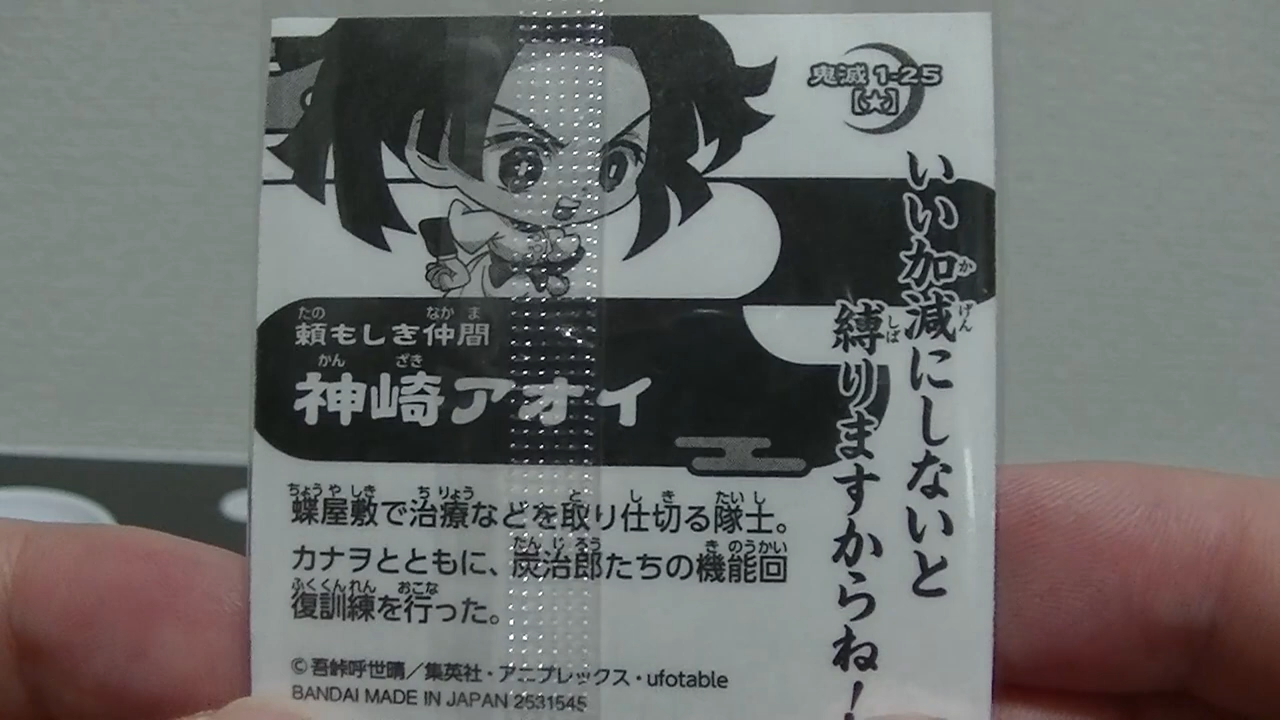 鬼滅 1-25
[★]
いい加減にしないと
縛りますからね！
頼もしき仲間
神崎アオイ
蝶屋敷で治療などを取り仕切る隊士。
カナヲとともに、炭治郎たちの機能回
復訓練を行った。
©吾峠呼世晴／集英社・アニプレックス・ufotable
BANDAI MADE IN JAPAN 2531545